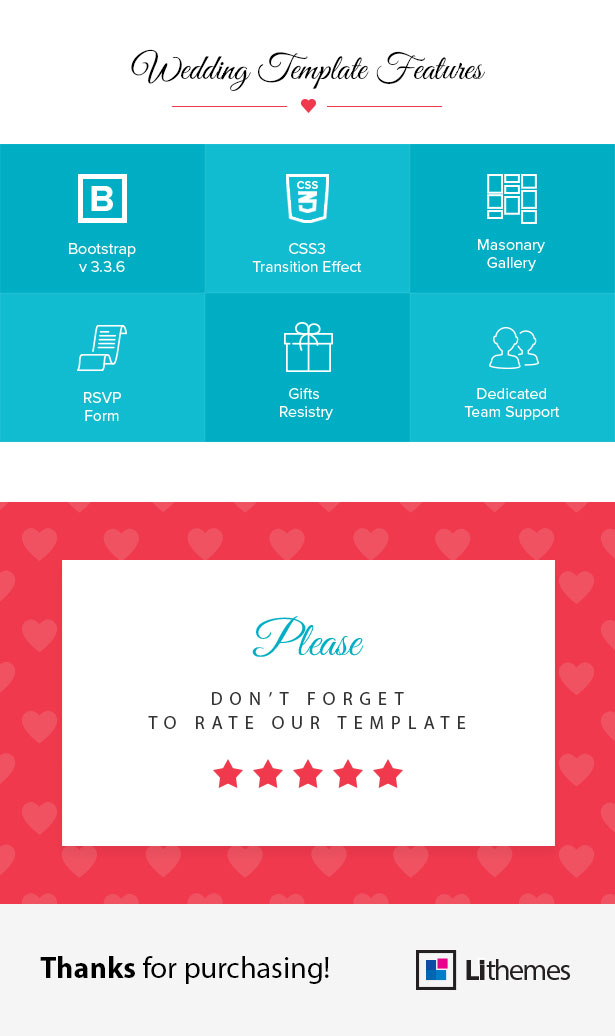 Wedding Template Features
B
Bootstrap
v 3.3.6
CSS
3
CSS3
Transition Effect
Masonary
Gallery
RSVP
Form
Gifts
Resistry
Dedicated
Team Support
Please
DON'T FORGET
TO RATE OUR TEMPLATE
Thanks for purchasing!
Lithemes